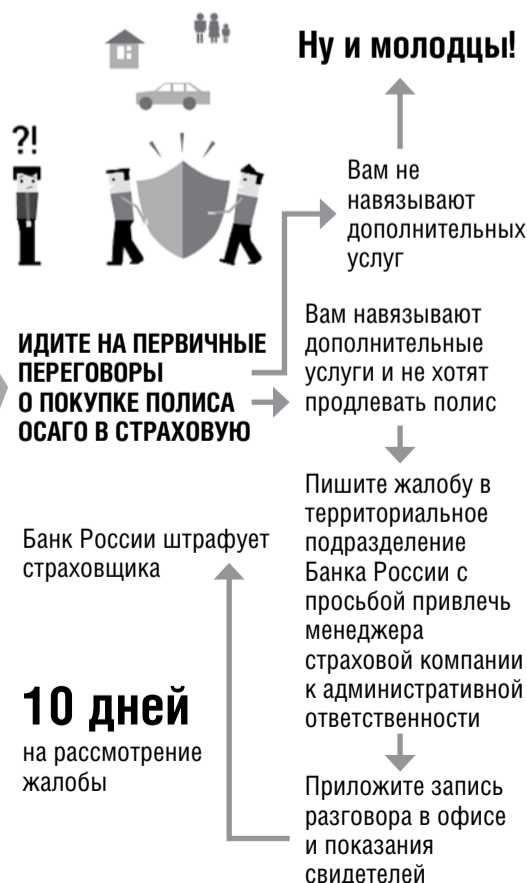 ?!
Ну и молодцы!
Вам не
навязывают
дополнительных
услуг
ИДИТЕ НА ПЕРВИЧНЫЕ
ПЕРЕГОВОРЫ
О ПОКУПКЕ ПОЛИСА
ОСАГО В СТРАХОВУЮ
Вам навязывают
дополнительные
услуги и не хотят
продлевать полис
Пишите жалобу в
территориальное
подразделение
Банка России с
просьбой привлечь
менеджера
страховой компании
к административной
ответственности
Приложите запись
разговора в офисе
и показания
свидетелей
Банк России штрафует
страховщика
10 дней
на рассмотрение
жалобы